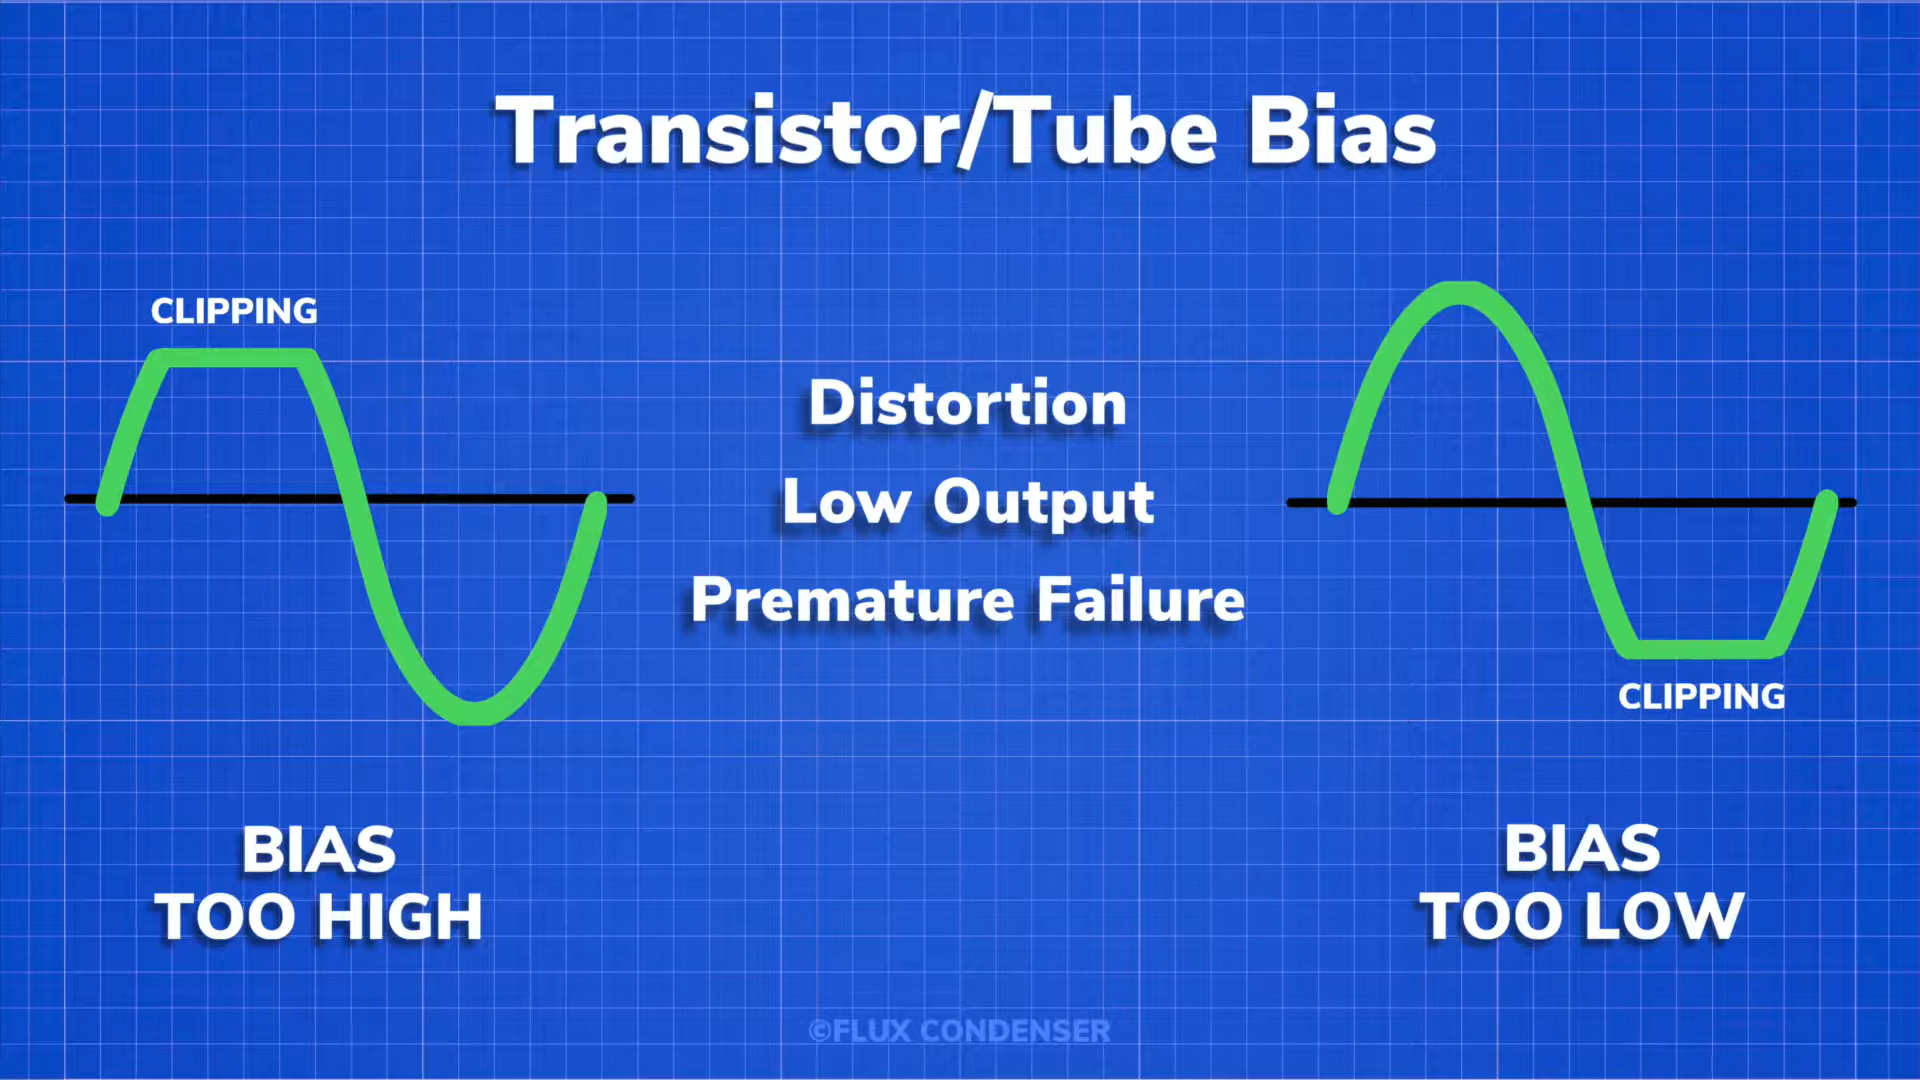 Transistor/Tube Bias
CLIPPING
Distortion
Low Output
Premature Failure
CLIPPING
BIAS
TOO HIGH
BIAS
TOO LOW
©FLUX CONDENSER